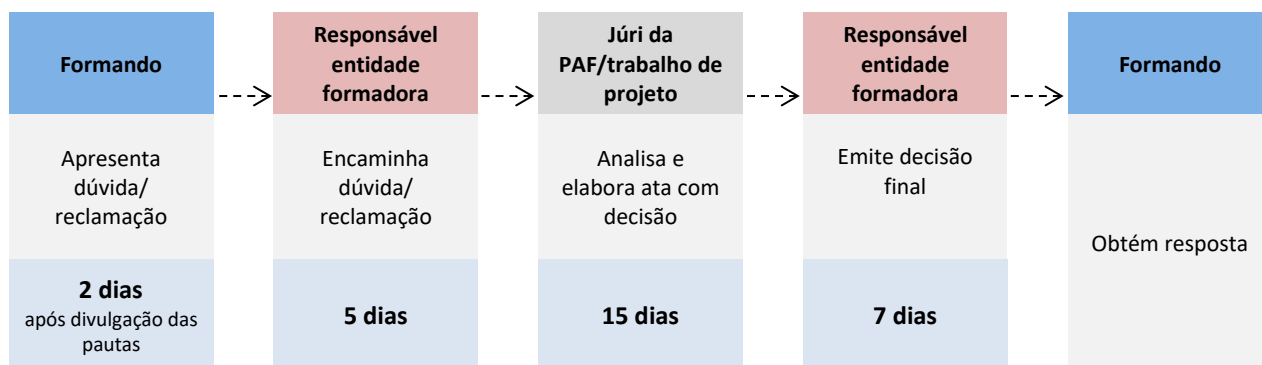 Formando
Apresenta
dúvida/
reclamação
2 dias
após divulgação das
pautas
Responsável
entidade
formadora
Encaminha
dúvida/
reclamação
5 dias
Júri da
PAF/trabalho de
projeto
Analisa e
elabora ata com
decisão
15 dias
Responsável
entidade
formadora
Emite decisão
final
7 dias
Formando
Obtém resposta